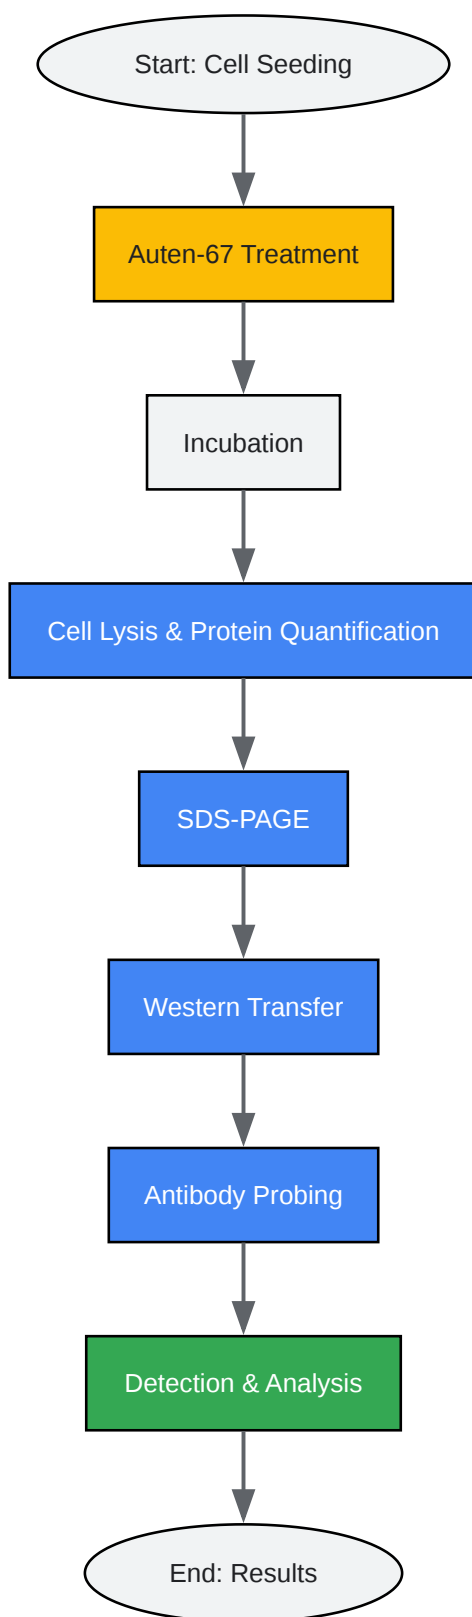 Start: Cell Seeding
Auten-67 Treatment
Incubation
Cell Lysis & Protein Quantification
SDS-PAGE
Western Transfer
Antibody Probing
Detection & Analysis
End: Results